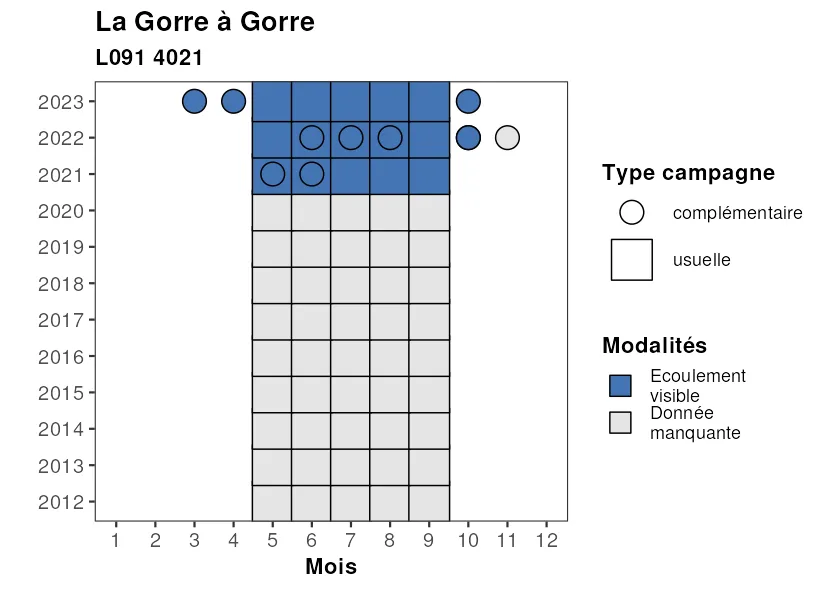 La Gorre à Gorre
L091 4021
2023
2022
2021
2020
2019
2018
2017
2016
2015
2014
2013
2012
1 2 3 4 5 6 7 8 9 10 11 12
Mois
Type campagne
complémentaire
usuelle
Modalités
Ecoulement
visible
Donnée
manquante